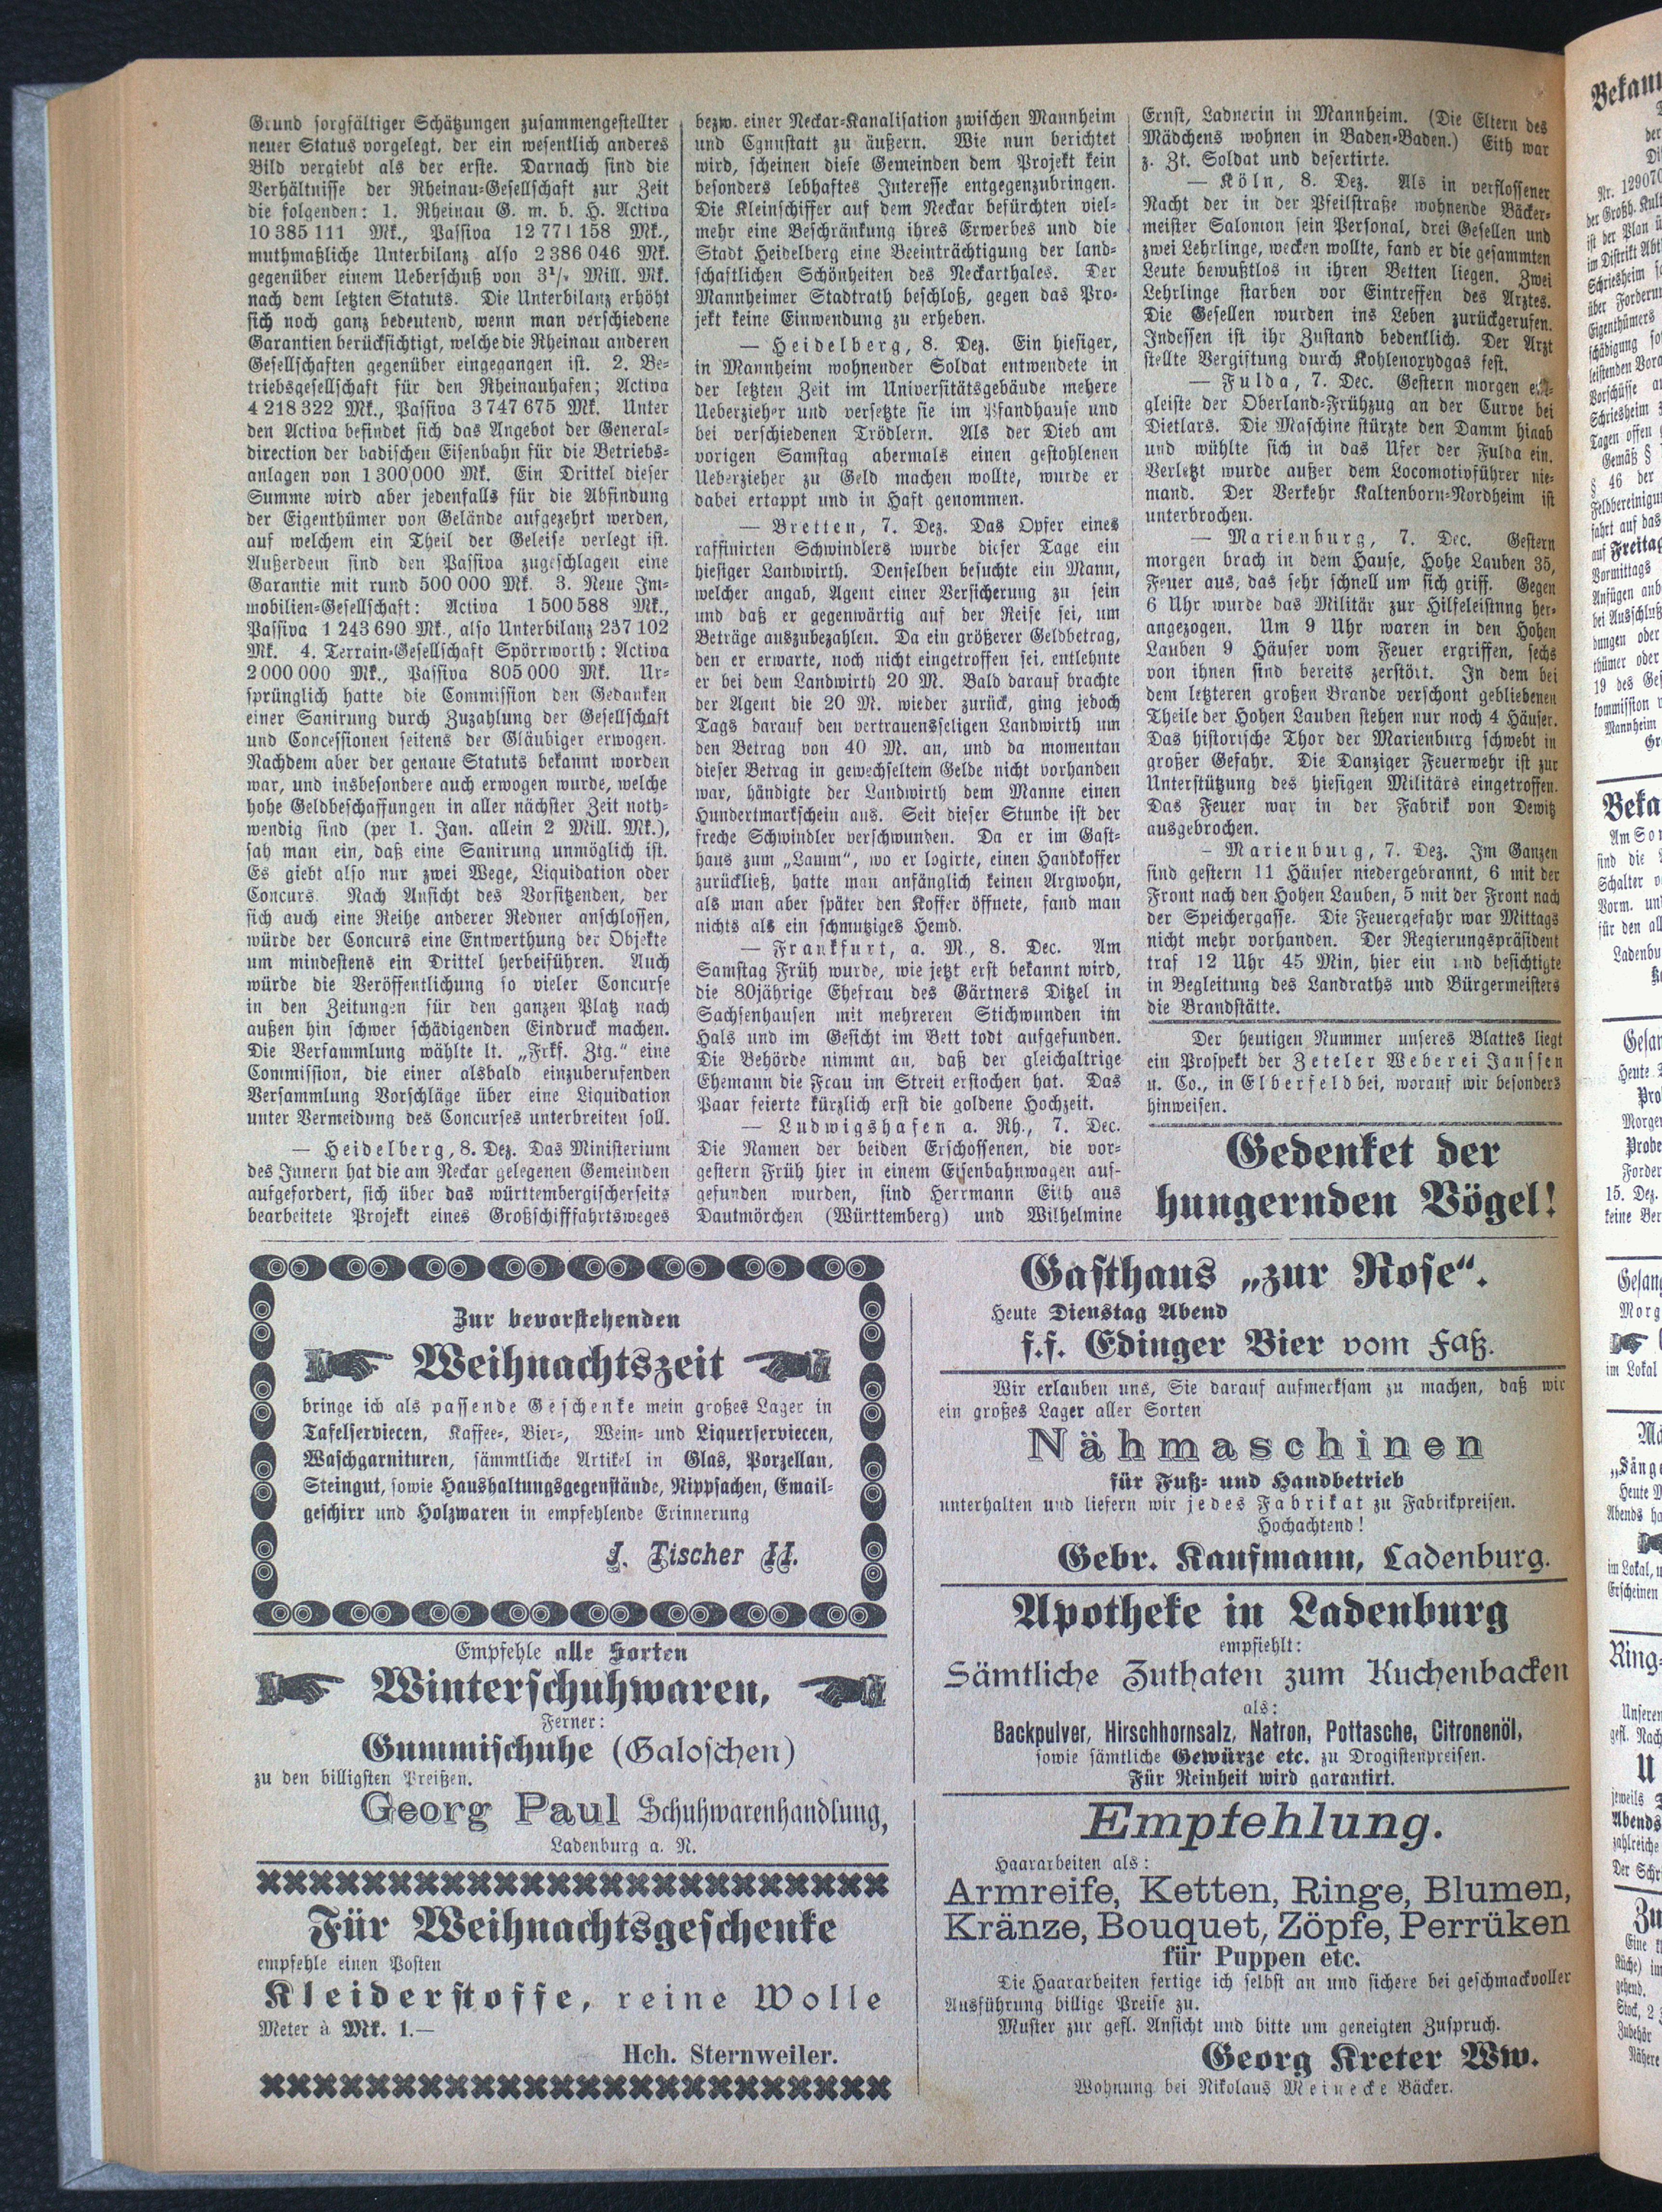 Grund sorgfältiger Schätzungen zusammengestellter
neuer Status vorgelegt, der ein wesentlich anderes
Bild vergiebt als der erste. Darnach sind die
Verhältnisse der Rheinau-Gesellschaft zur Zeit
die folgenden: 1. Rheinau G. m. b. H. Activa
10 385 111 Mk., Passiva 12 771 158 Mk.,
muthmaßliche Unterbilanz also 2 386 046 Mk.
gegenüber einem Ueberschuß von 3 Mill. Mk.
nach dem letzten Statuts. Die Unterbilanz erhöht
sich noch ganz bedeutend, wenn man verschiedene
Garantien berücksichtigt, welche die Rheinau anderen
Gesellschaften gegenüber eingegangen ist. 2. Be-
triebsgesellschaft für den Rheinauhafen; Activa
4 218 322 Mk., Passiva 3 747 675 Mk. Unter
den Activa befindet sich das Angebot der General-
direction der badischen Eisenbahn für die Betriebs-
anlagen von 1 300 000 Mk. Ein Drittel dieser
Summe wird aber jedenfalls für die Abfindung
der Eigenthümer von Gelände aufgezehrt werden,
auf welchem ein Theil der Geleise verlegt ist.
Außerdem sind den Passiva zugeschlagen eine
Garantie mit rund 500 000 Mk. 3. Neue Im-
mobilien-Gesellschaft: Activa 1 500 588 Mk.,
Passiva 1 243 690 Mk., also Unterbilanz 237 102
Mk. 4. Terrain-Gesellschaft Spörrworth: Activa
2 000 000 Mk., Passiva 805 000 Mk. Ur-
sprünglich hatte die Commission den Gedanken
einer Sanirung durch Zuzahlung der Gesellschaft
und Concessionen seitens der Gläubiger erwogen.
Nachdem aber der genaue Statuts bekannt worden
war, und insbesondere auch erwogen wurde, welche
hohe Geldbeschaffungen in aller nächster Zeit noth-
wendig sind (per 1. Jan. allein 2 Mill. Mk.),
sah man ein, daß eine Sanirung unmöglich ist.
Es giebt also nur zwei Wege, Liquidation oder
Concurs. Nach Ansicht des Vorsitzenden, der
sich auch eine Reihe anderer Redner anschlossen,
würde der Concurs eine Entwerthung der Objekte
um mindestens ein Drittel herbeiführen. Auch
würde die Veröffentlichung so vieler Concurse
in den Zeitungen für den ganzen Platz nach
außen hin schwer schädigenden Eindruck machen.
Die Versammlung wählte lt. „Frkf. Ztg.“ eine
Commission, die einer alsbald einzuberufenden
Versammlung Vorschläge über eine Liquidation
unter Vermeidung des Concurses unterbreiten soll.
— Heidelberg, 8. Dez. Das Ministerium
des Innern hat die am Neckar gelegenen Gemeinden
aufgefordert, sich über das württembergischerseits
bearbeitete Projekt eines Großschifffahrtsweges
bezw. einer Neckar-Kanalisation zwischen Mannheim
und Cannstatt zu äußern. Wie nun berichtet
wird, scheinen diese Gemeinden dem Projekt kein
besonders lebhaftes Interesse entgegenzubringen.
Die Kleinschiffer auf dem Neckar befürchten viel-
mehr eine Beschränkung ihres Erwerbes und die
Stadt Heidelberg eine Beeinträchtigung der land-
schaftlichen Schönheiten des Neckarthales. Der
Mannheimer Stadtrath beschloß, gegen das Pro-
jekt keine Einwendung zu erheben.
— Heidelberg, 8. Dez. Ein hiesiger,
in Mannheim wohnender Soldat entwendete in
der letzten Zeit im Universitätsgebäude mehere
Ueberzieher und versetzte sie im Pfandhause und
bei verschiedenen Trödlern. Als der Dieb am
vorigen Samstag abermals einen gestohlenen
Ueberzieher zu Geld machen wollte, wurde er
dabei ertappt und in Haft genommen.
— Bretten, 7. Dez. Das Opfer eines
raffinirten Schwindlers wurde dieser Tage ein
hiesiger Landwirth. Denselben besuchte ein Mann,
welcher angab, Agent einer Versicherung zu sein
und daß er gegenwärtig auf der Reise sei, um
Beträge auszubezahlen. Da ein größerer Geldbetrag,
den er erwarte, noch nicht eingetroffen sei, entlehnte
er bei dem Landwirth 20 M. Bald darauf brachte
der Agent die 20 M. wieder zurück, ging jedoch
Tags darauf den vertrauensseligen Landwirth um
den Betrag von 40 M. an, und da momentan
dieser Betrag in gewechseltem Gelde nicht vorhanden
war, händigte der Landwirth dem Manne einen
Hundertmarkschein aus. Seit dieser Stunde ist der
freche Schwindler verschwunden. Da er im Gast-
haus zum „Lamm“, wo er logirte, einen Handkoffer
zurückließ, hatte man anfänglich keinen Argwohn,
als man aber später den Koffer öffnete, fand man
nichts als ein schmutziges Hemd.
— Frankfurt, a. M., 8. Dec. Am
Samstag Früh wurde, wie jetzt erst bekannt wird,
die 80jährige Ehefrau des Gärtners Ditzel in
Sachsenhausen mit mehreren Stichwunden im
Hals und im Gesicht im Bett todt aufgefunden.
Die Behörde nimmt an, daß der gleichaltrige
Ehemann die Frau im Streit erstochen hat. Das
Paar feierte kürzlich erst die goldene Hochzeit.
— Ludwigshafen a. Rh., 7. Dec.
Die Namen der beiden Erschossenen, die vor-
gestern Früh hier in einem Eisenbahnwagen auf-
gefunden wurden, sind Herrmann Eith aus
Dautmörchen (Württemberg) und Wilhelmine
Ernst, Ladnerin in Mannheim. (Die Eltern des
Mädchens wohnen in Baden-Baden.) Eith war
z. Zt. Soldat und desertirte.
— Köln, 8. Dez. Als in verflossener
Nacht der in der Pfeilstraße wohnende Bäcker-
meister Salomon sein Personal, drei Gesellen und
zwei Lehrlinge, wecken wollte, fand er die gesammten
Leute bewußtlos in ihren Betten liegen. Zwei
Lehrlinge starben vor Eintreffen des Arztes.
Die Gesellen wurden ins Leben zurückgerufen.
Indessen ist ihr Zustand bedenklich. Der Arzt
stellte Vergiftung durch Kohlenoxydgas fest.
— Fulda, 7. Dec. Gestern morgen ent-
gleiste der Oberland-Frühzug an der Curve bei
Dietlars. Die Maschine stürzte den Damm hinab
und wühlte sich in das Ufer der Fulda ein.
Verletzt wurde außer dem Locomotivführer nie-
mand. Der Verkehr Kaltenborn-Nordheim ist
unterbrochen.
— Marienburg, 7. Dec. Gestern
morgen brach in dem Hause, Hohe Lauben 35,
Feuer aus, das sehr schnell um sich griff. Gegen
6 Uhr wurde das Militär zur Hilfeleistnng her-
angezogen. Um 9 Uhr waren in den Hohen
Lauben 9 Häuser vom Feuer ergriffen, sechs
von ihnen sind bereits zerstört. In dem bei
dem letzteren großen Brande verschont gebliebenen
Theile der Hohen Lauben stehen nur noch 4 Häuser.
Das historische Thor der Marienburg schwebt in
großer Gefahr. Die Danziger Feuerwehr ist zur
Unterstützung des hiesigen Militärs eingetroffen.
Das Feuer war in der Fabrik von Dewitz
ausgebrochen.
— Marienburg, 7. Dez. Im Ganzen
sind gestern 11 Häuser niedergebrannt, 6 mit der
Front nach den Hohen Lauben, 5 mit der Front nach
der Speichergasse. Die Feuergefahr war Mittags
nicht mehr vorhanden. Der Regierungspräsident
traf 12 Uhr 45 Min, hier ein und besichtigte
in Begleitung des Landraths und Bürgermeisters
die Brandstätte.
Der heutigen Nummer unseres Blattes liegt
ein Prospekt der Zeteler Weberei Janssen
u. Co., in Elberfeld bei, worauf wir besonders
hinweisen.
Gedenket der
hungernden Vögel!
Zur bevorstehenden
Weihnachtszeit
bringe ich als passende Geschenke mein großes Lager in
Tafelserviecen, Kaffee-, Bier-, Wein- und Liquerserviecen,
Waschgarnituren, sämmtliche Artikel in Glas, Porzellan,
Steingut, sowie Haushaltungsgegenstände, Nippsachen, Email-
geschirr und Holzwaren in empfehlende Erinnerung
J. Tischer II.
Empfehle alle Sorten
Winterschuhwaren,
Ferner:
Gummischuhe (Galoschen)
zu den billigsten Preißen.
Georg Paul Schuhwarenhandlung,
Ladenburg a. N.
Für Weihnachtsgeschenke
empfehle einen Posten
Kleiderstoffe, reine Wolle
Meter à Mk. 1.—
Hch. Sternweiler.
Gasthaus „zur Rose“.
Heute Dienstag Abend
f.f. Edinger Bier vom Faß.
Wir erlauben uns, Sie darauf aufmerksam zu machen, daß wir
ein großes Lager aller Sorten
Nähmaschinen
für Fuß- und Handbetrieb
unterhalten und liefern wir jedes Fabrikat zu Fabrikpreisen.
Hochachtend!
Gebr. Kaufmann, Ladenburg.
Apotheke in Ladenburg
empfiehlt:
Sämtliche Zuthaten zum Kuchenbacken
als:
Backpulver, Hirschhornsalz, Natron, Pottasche, Citronenöl,
sowie sämtliche Gewürze etc. zu Drogistenpreisen.
Für Reinheit wird garantirt.
Empfehlung.
Haararbeiten als:
Armreife, Ketten, Ringe, Blumen,
Kränze, Bouquet, Zöpfe, Perrüken
für Puppen etc.
Die Haararbeiten fertige ich selbst an und sichere bei geschmackvoller
Ausführung billige Preise zu.
Muster zur gefl. Ansicht und bitte um geneigten Zuspruch.
Georg Kreter Ww.
Wohnung bei Nikolaus Meinecke Bäcker.